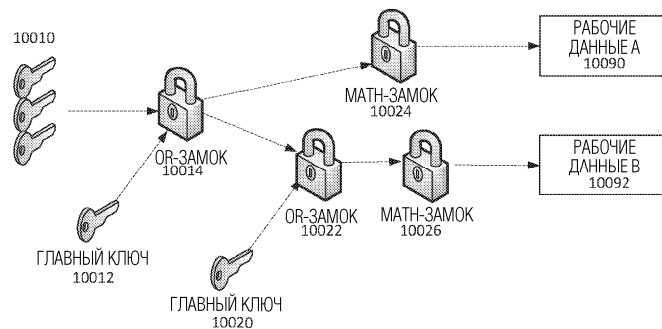 10010
OR-ЗАМОК
10014
ГЛАВНЫЙ КЛЮЧ
10012
MATH-ЗАМОК
10024
РАБОЧИЕ
ДАННЫЕ A
10090
OR-ЗАМОК
10022
MATH-ЗАМОК
10026
РАБОЧИЕ
ДАННЫЕ B
10092
ГЛАВНЫЙ КЛЮЧ
10020